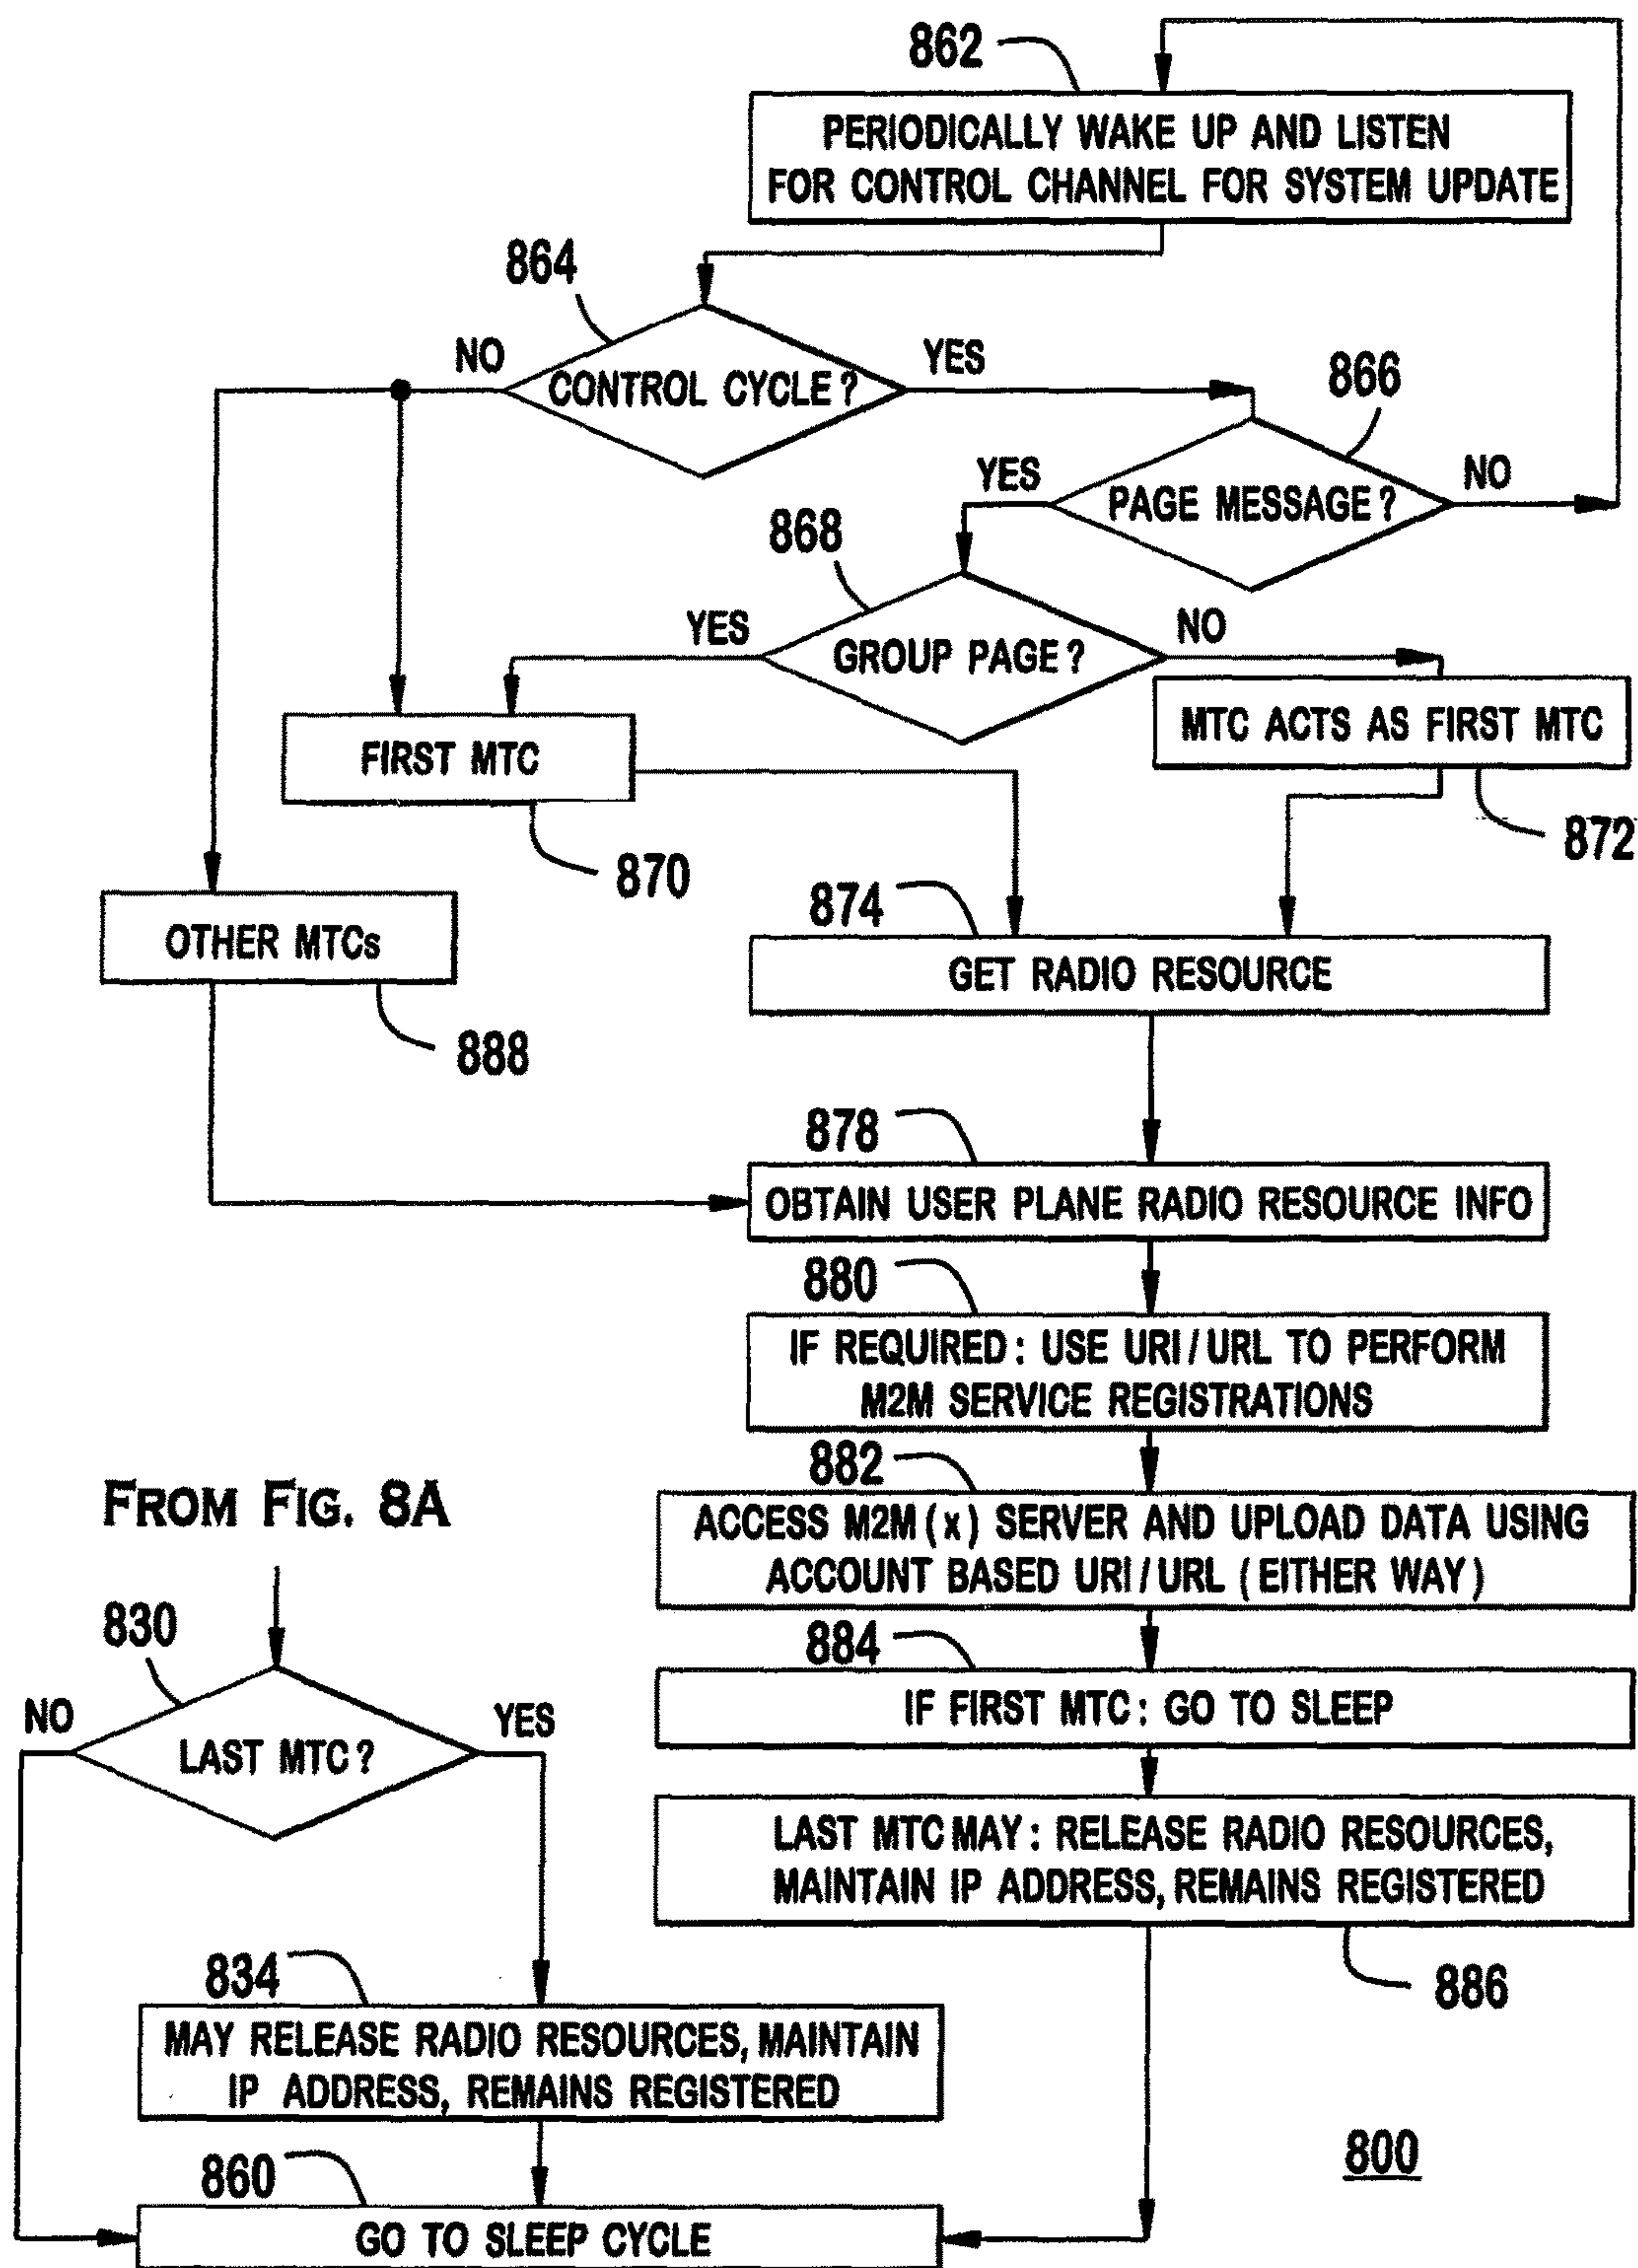 862
PERIODICALLY WAKE UP AND LISTEN
FOR CONTROL CHANNEL FOR SYSTEM UPDATE
864
NO
CONTROL CYCLE?
YES
866
YES
PAGE MESSAGE?
NO
868
YES
GROUP PAGE?
NO
FIRST MTC
870
MTC ACTS AS FIRST MTC
872
OTHER MTCs
888
874
GET RADIO RESOURCE
878
OBTAIN USER PLANE RADIO RESOURCE INFO
880
IF REQUIRED: USE URI/URL TO PERFORM
M2M SERVICE REGISTRATIONS
882
ACCESS M2M(x) SERVER AND UPLOAD DATA USING
ACCOUNT BASED URI/URL (EITHER WAY)
884
IF FIRST MTC: GO TO SLEEP
LAST MTC MAY: RELEASE RADIO RESOURCES,
MAINTAIN IP ADDRESS, REMAINS REGISTERED
886
FROM FIG. 8A
830
NO
LAST MTC?
YES
834
MAY RELEASE RADIO RESOURCES, MAINTAIN
IP ADDRESS, REMAINS REGISTERED
860
GO TO SLEEP CYCLE
800